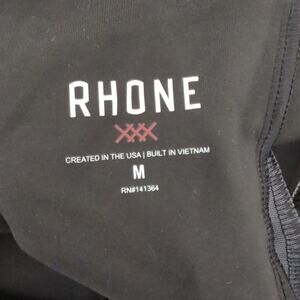 RHONE
CREATED IN THE USA | BUILT IN VIETNAM
M
RN#141364